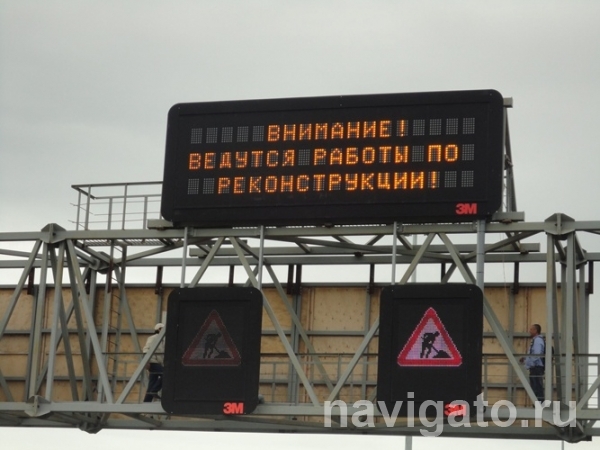 ВНИМАНИЕ!
ВЕДУТСЯ РАБОТЫ ПО
РЕКОНСТРУКЦИИ!
3M
3M
3M
navigato.ru